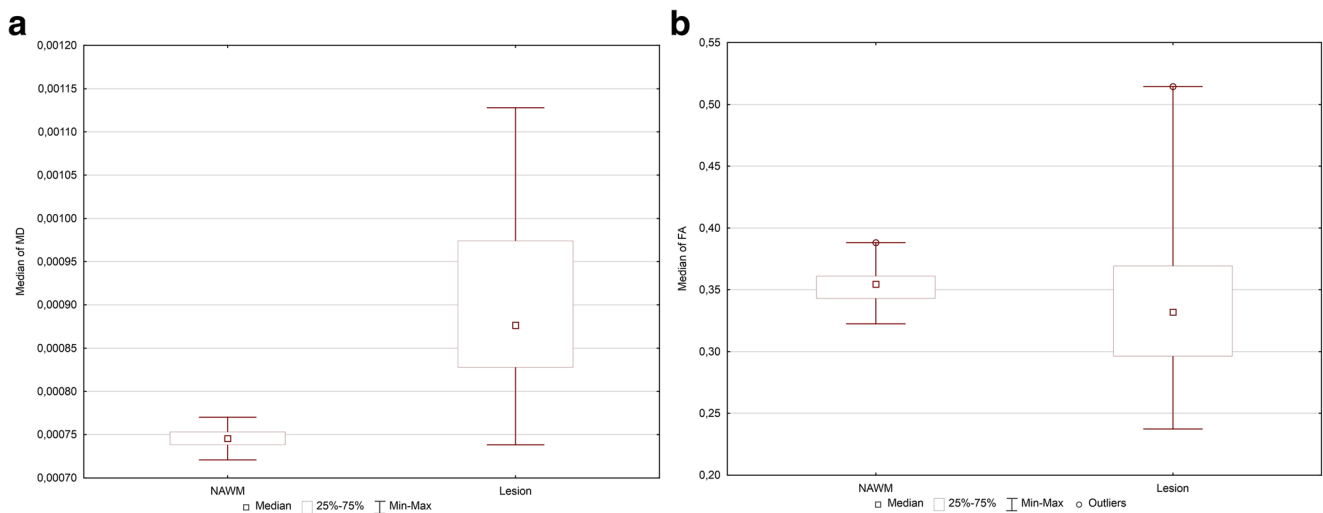 a
0,00120
0,00115
0,00110
0,00105
0,00100
0,00095
0,00090
0,00085
0,00080
0,00075
0,00070
Median of MD
NAWM Lesion
Median 25%-75% Min-Max
b
0,55
0,50
0,45
0,40
0,35
0,30
0,25
0,20
Median of FA
NAWM Lesion
Median 25%-75% Min-Max Outliers